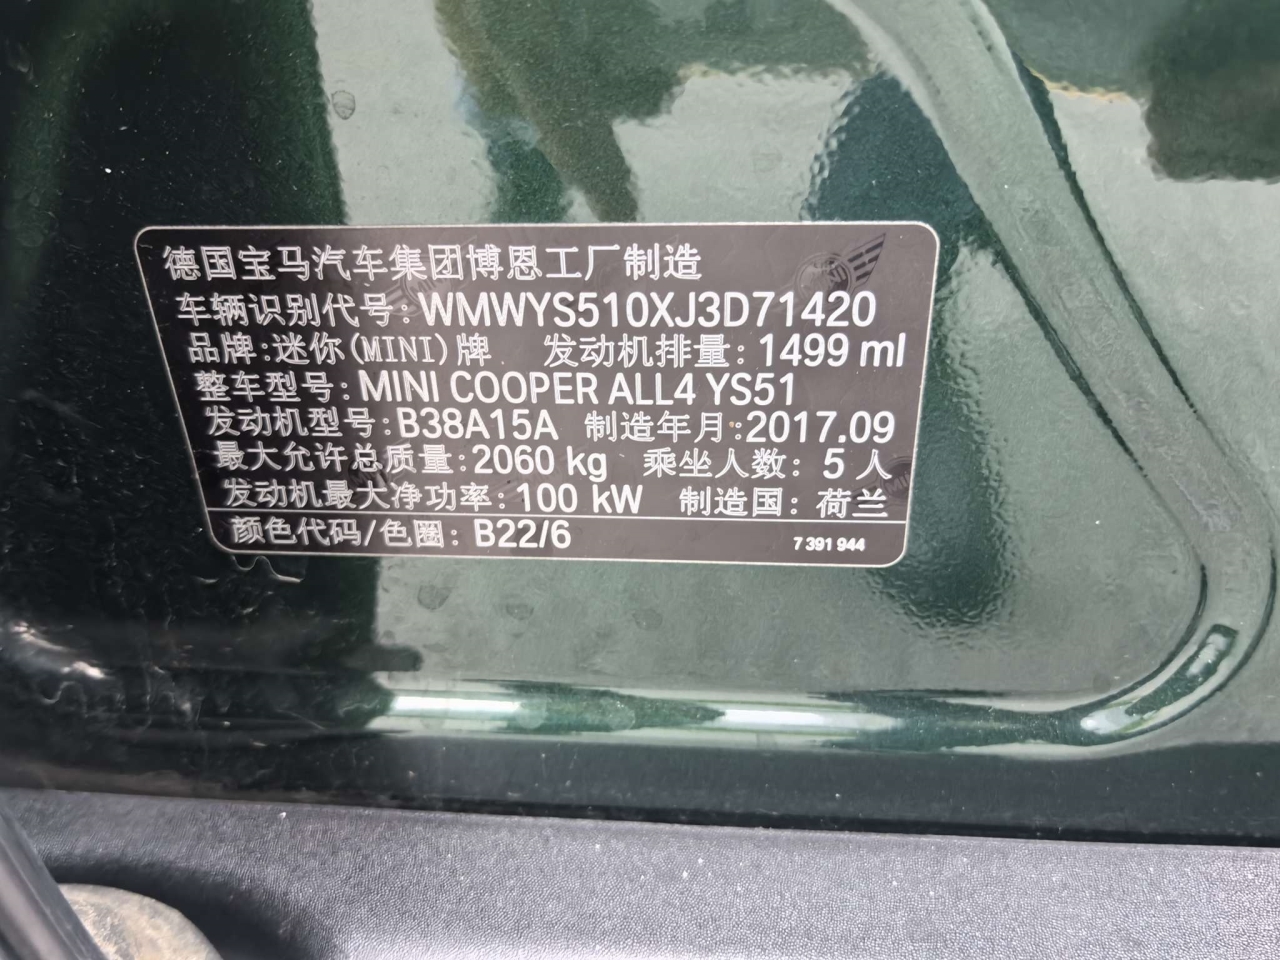 德国宝马汽车集团博恩工厂制造
车辆识别代号:WMWYS510XJ3D71420
品牌:迷你(MINI)牌 发动机排量: 1499 ml
整车型号: MINI COOPER ALL4 YS51
发动机型号:B38A15A 制造年月:2017.09
最大允许总质量:2060 kg 乘坐人数: 5 人
发动机最大净功率:100 kW 制造国: 荷兰
颜色代码/色圈: B22/6
7 391 944